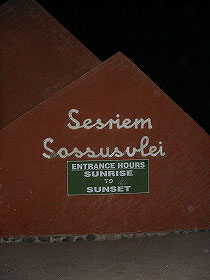 Sesriem
Sossusvlei
ENTRANCE HOURS
SUNRISE
TO
SUNSET